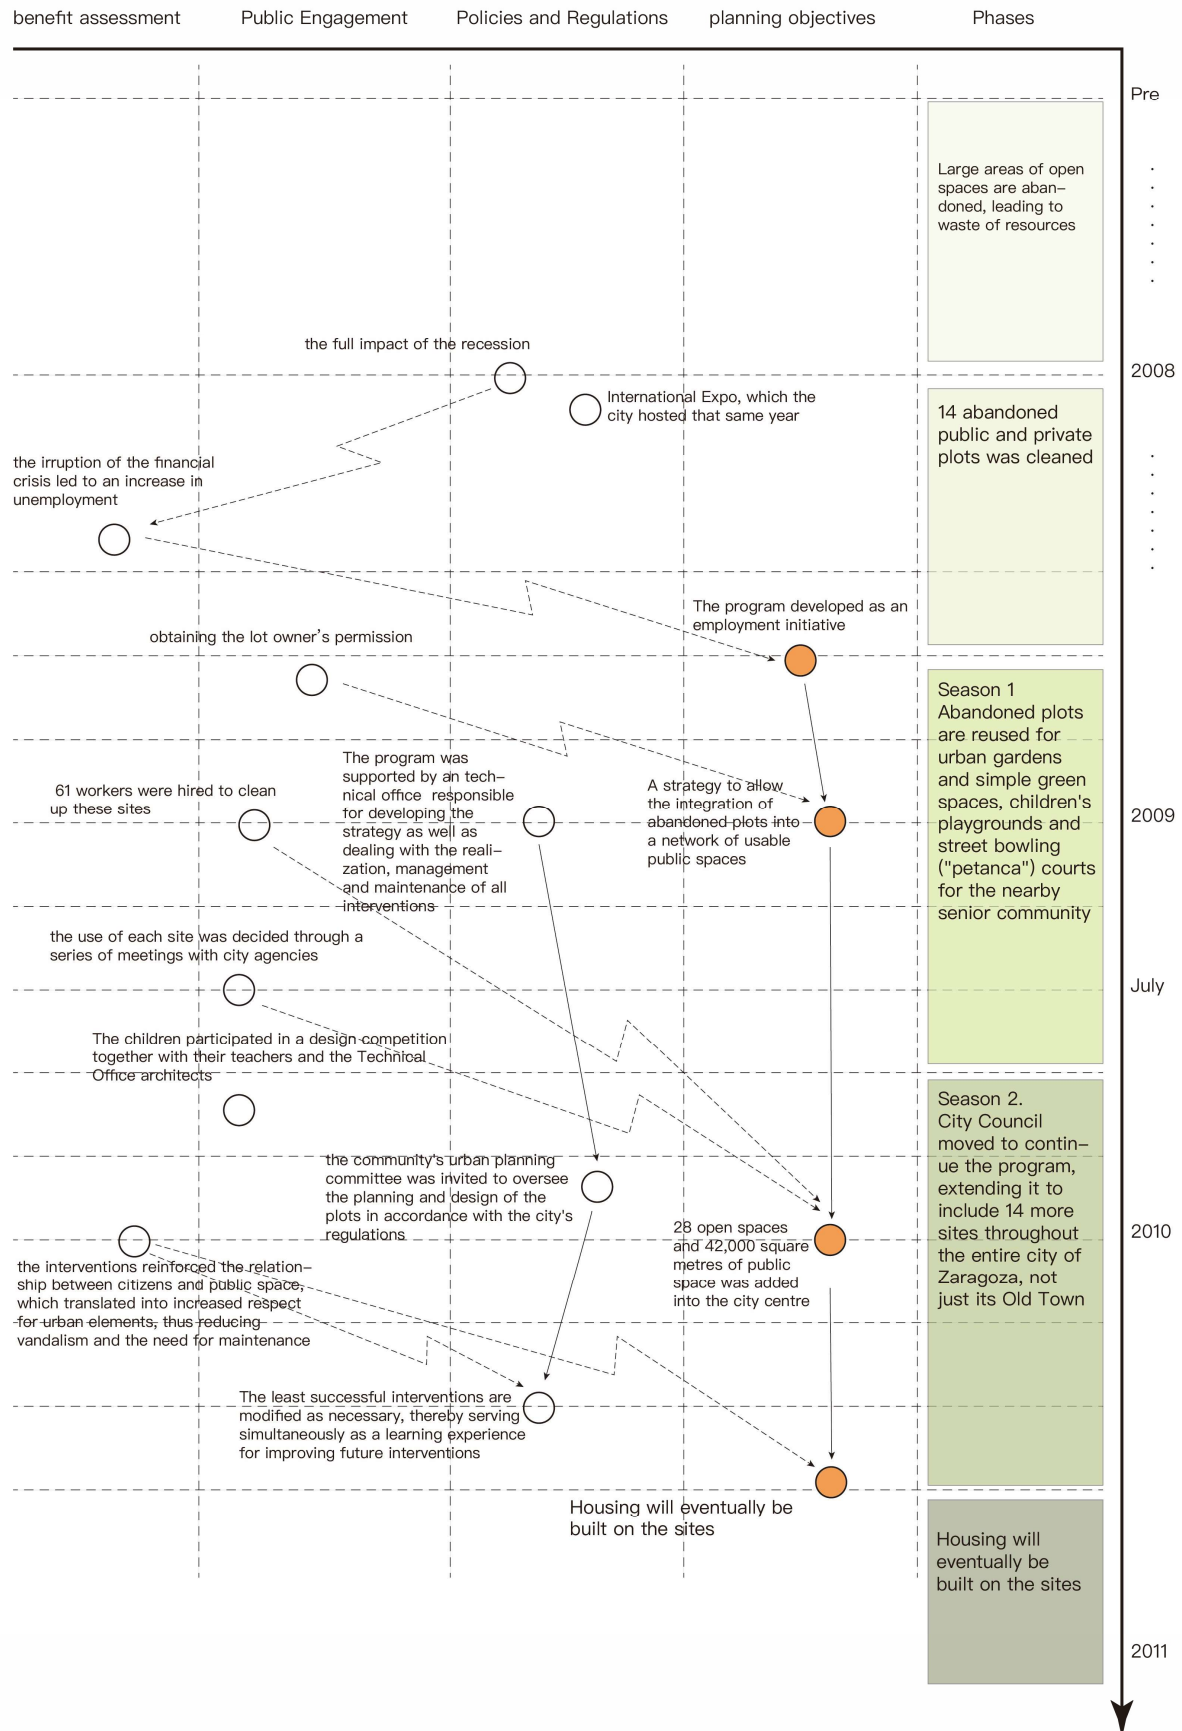 benefit assessment
Public Engagement
Policies and Regulations
planning objectives
Phases
Pre
Large areas of open
spaces are aban–
doned, leading to
waste of resources
the full impact of the recession
2008
International Expo, which the
city hosted that same year
14 abandoned
public and private
plots was cleaned
the irruption of the financial
crisis led to an increase in
unemployment
The program developed as an
employment initiative
obtaining the lot owner's permission
Season 1
Abandoned plots
are reused for
urban gardens
and simple green
spaces, children's
playgrounds and
street bowling
("petanca") courts
for the nearby
senior community
The program was
supported by an tech–
nical office responsible
for developing the
strategy as well as
dealing with the reali–
zation, management
and maintenance of all
interventions
61 workers were hired to clean
up these sites
A strategy to allow
the integration of
abandoned plots into
a network of usable
public spaces
2009
the use of each site was decided through a
series of meetings with city agencies
July
The children participated in a design competition
together with their teachers and the Technical
Office architects
Season 2.
City Council
moved to contin–
ue the program,
extending it to
include 14 more
sites throughout
the entire city of
Zaragoza, not
just its Old Town
the community's urban planning
committee was invited to oversee
the planning and design of the
plots in accordance with the city's
regulations
28 open spaces
and 42,000 square
metres of public
space was added
into the city centre
2010
the interventions reinforced the relation–
ship between citizens and public space,
which translated into increased respect
for urban elements, thus reducing
vandalism and the need for maintenance
The least successful interventions are
modified as necessary, thereby serving
simultaneously as a learning experience
for improving future interventions
Housing will eventually be
built on the sites
Housing will
eventually be
built on the sites
2011